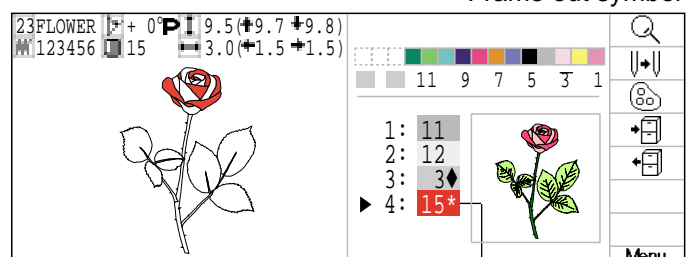 Frame out symbol
23FLOWER + 0°P 9.5(9.7 9.8)
123456 15 3.0(1.5 1.5)
11 9 7 5 3 1
1: 11
2: 12
3: 3♦
▶ 4: 15*
Menu